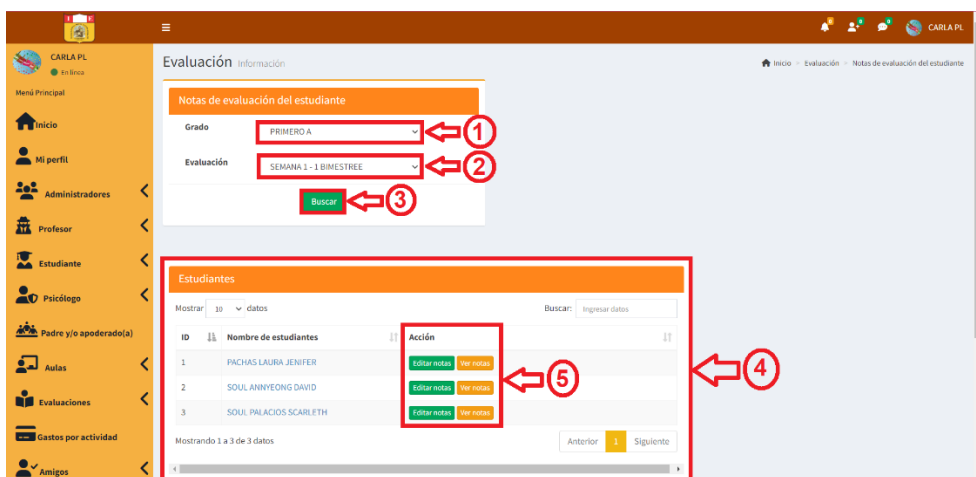 I E
6 0 0 CARLA PL
CARLA PL
En línea
Evaluación Información
Inicio > Evaluación > Notas de evaluación del estudiante
Menú Principal
Inicio
Mi perfil
Administradores
Profesor
Estudiante
Psicólogo
Padre y/o apoderado(a)
Aulas
Evaluaciones
Gastos por actividad
Amigos
Notas de evaluación del estudiante
Grado PRIMERO A 1
Evaluación SEMANA 1 - 1 BIMESTREE 2
Buscar 3
Estudiantes
Mostrar 10 datos Buscar: Ingresar datos
ID Nombre de estudiantes Acción
1 PACHAS LAURA JENIFER Editar notas Ver notas
2 SOUL ANNYEONG DAVID Editar notas Ver notas
3 SOUL PALACIOS SCARLETH Editar notas Ver notas
5
4
Mostrando 1 a 3 de 3 datos Anterior 1 Siguiente